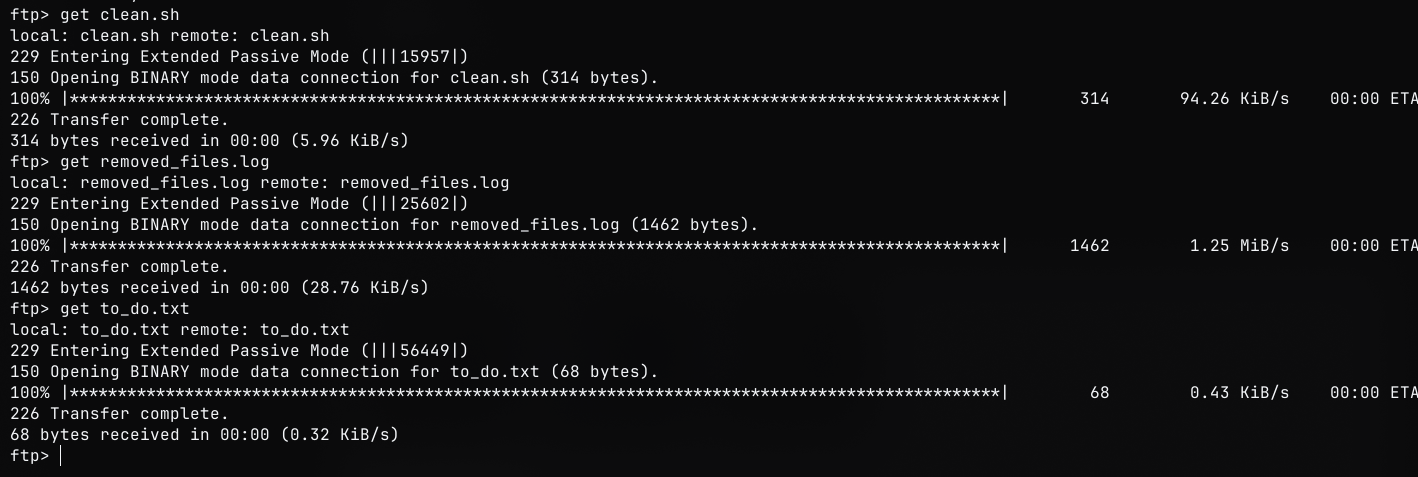 ftp> get clean.sh
local: clean.sh remote: clean.sh
229 Entering Extended Passive Mode (|||15957|)
150 Opening BINARY mode data connection for clean.sh (314 bytes).
100% |*********************************************************************************************| 314 94.26 KiB/s 00:00 ETA
226 Transfer complete.
314 bytes received in 00:00 (5.96 KiB/s)
ftp> get removed_files.log
local: removed_files.log remote: removed_files.log
229 Entering Extended Passive Mode (|||25602|)
150 Opening BINARY mode data connection for removed_files.log (1462 bytes).
100% |*********************************************************************************************| 1462 1.25 MiB/s 00:00 ETA
226 Transfer complete.
1462 bytes received in 00:00 (28.76 KiB/s)
ftp> get to_do.txt
local: to_do.txt remote: to_do.txt
229 Entering Extended Passive Mode (|||56449|)
150 Opening BINARY mode data connection for to_do.txt (68 bytes).
100% |*********************************************************************************************| 68 0.43 KiB/s 00:00 ETA
226 Transfer complete.
68 bytes received in 00:00 (0.32 KiB/s)
ftp>